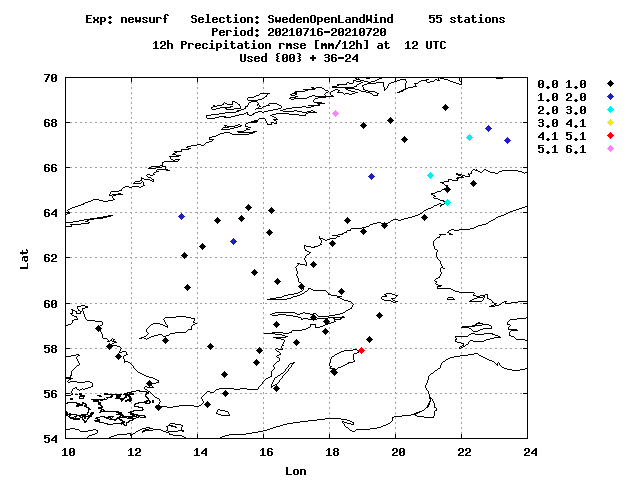 Exp: newsurf   Selection: SwedenOpenLandWind     55 stations
Period: 20210716-20210720
12h Precipitation rmse [mm/12h] at  12 UTC
Used {00} + 36-24
0.0 1.0
1.0 2.0
2.0 3.0
3.0 4.1
4.1 5.1
5.1 6.1
70
68
66
64
62
60
58
56
54
Lat
10 12 14 16 18 20 22 24
Lon